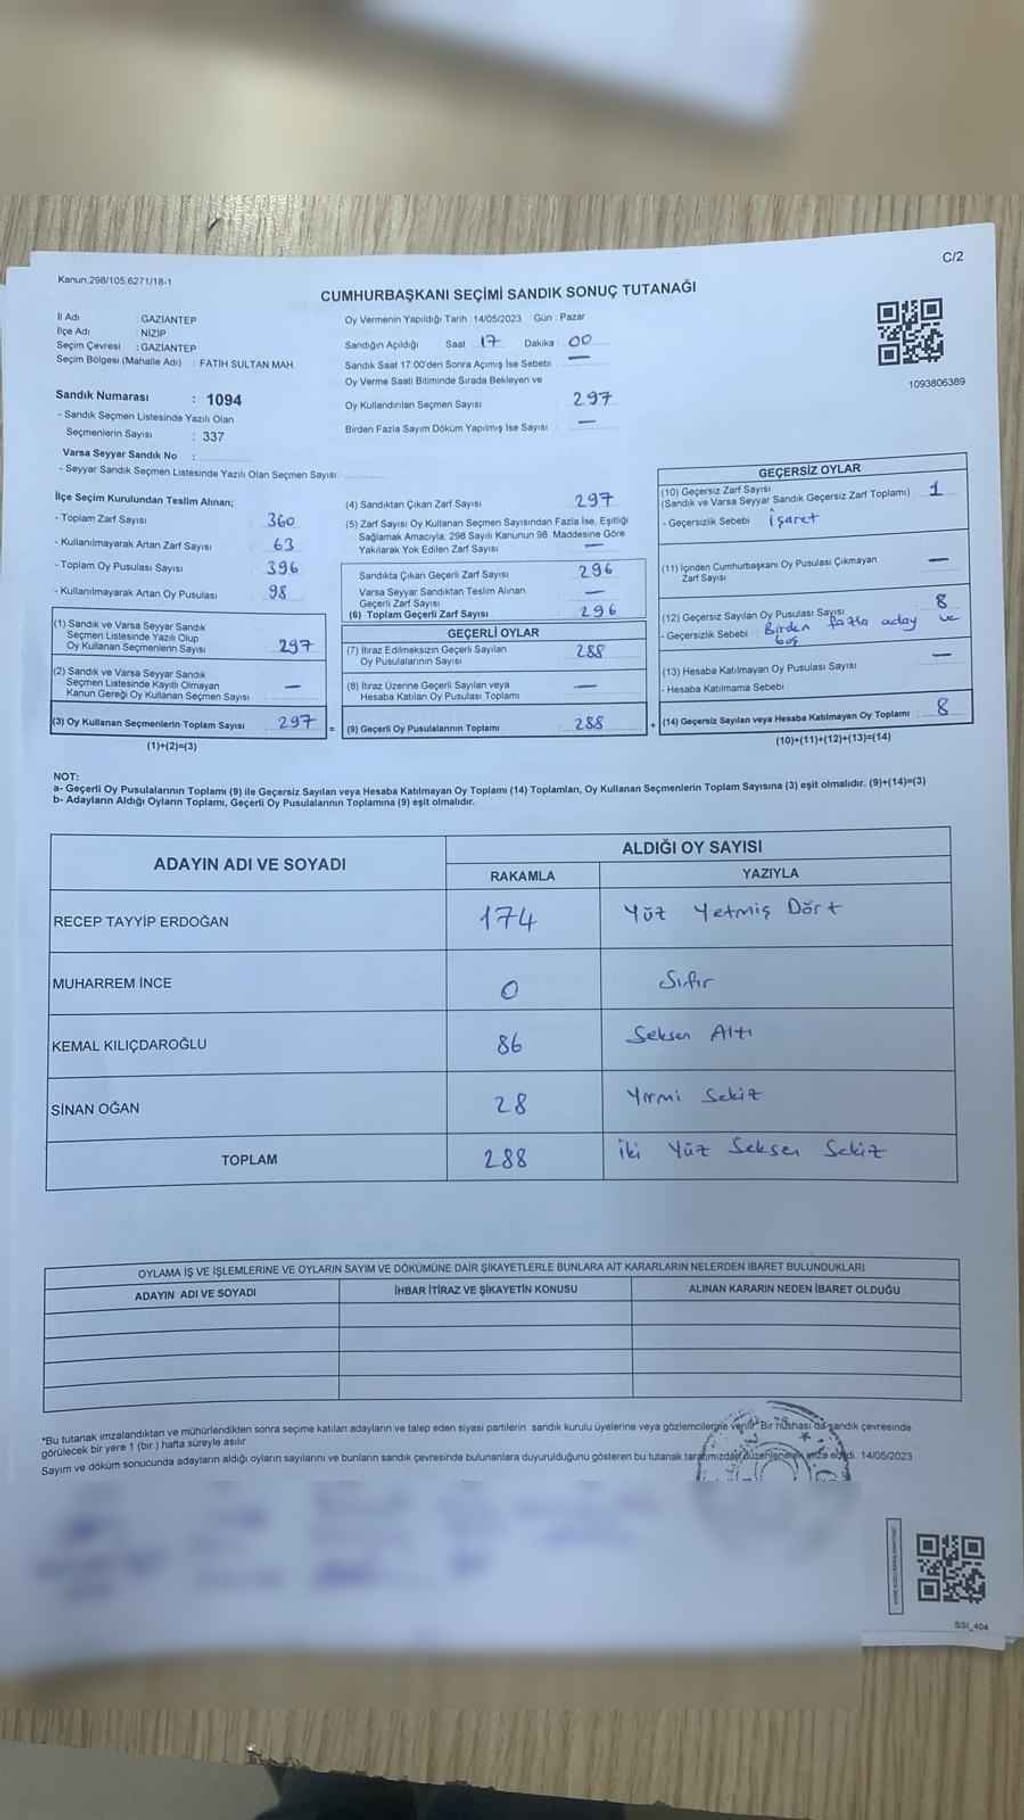 C/2
Kanun.298/105.6271/18-1
CUMHURBAŞKANI SEÇİMİ SANDIK SONUÇ TUTANAĞI
İl Adı : GAZİANTEP
İlçe Adı : NİZİP
Seçim Çevresi : GAZİANTEP
Seçim Bölgesi (Mahalle Adı) : FATİH SULTAN MAH.
Sandık Numarası : 1094
- Sandık Seçmen Listesinde Yazılı Olan
Seçmenlerin Sayısı : 337
Varsa Seyyar Sandık No :
- Seyyar Sandık Seçmen Listesinde Yazılı Olan Seçmen Sayısı
Oy Vermenin Yapıldığı Tarih : 14/05/2023 Gün : Pazar
Sandığın Açıldığı Saat 17 Dakika 00
Sandık Saat 17:00'den Sonra Açılmış İse Sebebi —
Oy Verme Saati Bitiminde Sırada Bekleyen ve
Oy Kullandırılan Seçmen Sayısı 297
Birden Fazla Sayım Döküm Yapılmış İse Sayısı —
1093806389
İlçe Seçim Kurulundan Teslim Alınan;
- Toplam Zarf Sayısı 360
- Kullanılmayarak Artan Zarf Sayısı 63
- Toplam Oy Pusulası Sayısı 396
- Kullanılmayarak Artan Oy Pusulası 98
(1) Sandık ve Varsa Seyyar Sandık
Seçmen Listesinde Yazılı Olup
Oy Kullanan Seçmenlerin Sayısı 297
(2) Sandık ve Varsa Seyyar Sandık
Seçmen Listesinde Kayıtlı Olmayan
Kanun Gereği Oy Kullanan Seçmen Sayısı —
(3) Oy Kullanan Seçmenlerin Toplam Sayısı 297 =
(1)+(2)=(3)
(4) Sandıktan Çıkan Zarf Sayısı 297
(5) Zarf Sayısı Oy Kullanan Seçmen Sayısından Fazla İse, Eşitliği
Sağlamak Amacıyla, 298 Sayılı Kanunun 98. Maddesine Göre
Yakılarak Yok Edilen Zarf Sayısı —
Sandıkta Çıkan Geçerli Zarf Sayısı 296
Varsa Seyyar Sandıktan Teslim Alınan
Geçerli Zarf Sayısı —
(6) Toplam Geçerli Zarf Sayısı 296
GEÇERLİ OYLAR
(7) İtiraz Edilmeksizin Geçerli Sayılan
Oy Pusulalarının Sayısı 288
(8) İtiraz Üzerine Geçerli Sayılan veya
Hesaba Katılan Oy Pusulası Toplamı —
(9) Geçerli Oy Pusulalarının Toplamı 288 +
GEÇERSİZ OYLAR
(10) Geçersiz Zarf Sayısı
(Sandık ve Varsa Seyyar Sandık Geçersiz Zarf Toplamı) 1
- Geçersizlik Sebebi İşaret
(11) İçinden Cumhurbaşkanı Oy Pusulası Çıkmayan
Zarf Sayısı —
(12) Geçersiz Sayılan Oy Pusulası Sayısı 8
- Geçersizlik Sebebi Birden fazla aday ve
boş
(13) Hesaba Katılmayan Oy Pusulası Sayısı —
- Hesaba Katılmama Sebebi
(14) Geçersiz Sayılan veya Hesaba Katılmayan Oy Toplamı 8
(10)+(11)+(12)+(13)=(14)
NOT:
a- Geçerli Oy Pusulalarının Toplamı (9) ile Geçersiz Sayılan veya Hesaba Katılmayan Oy Toplamı (14) Toplamları, Oy Kullanan Seçmenlerin Toplam Sayısına (3) eşit olmalıdır. (9)+(14)=(3)
b- Adayların Aldığı Oyların Toplamı, Geçerli Oy Pusulalarının Toplamına (9) eşit olmalıdır.
ADAYIN ADI VE SOYADI
ALDIĞI OY SAYISI
RAKAMLA YAZIYLA
RECEP TAYYİP ERDOĞAN 174 Yüz Yetmiş Dört
MUHARREM İNCE 0 Sıfır
KEMAL KILIÇDAROĞLU 86 Seksen Altı
SİNAN OĞAN 28 Yirmi Sekiz
TOPLAM 288 İki Yüz Seksen Sekiz
OYLAMA İŞ VE İŞLEMLERİNE VE OYLARIN SAYIM VE DÖKÜMÜNE DAİR ŞİKAYETLERLE BUNLARA AİT KARARLARIN NELERDEN İBARET BULUNDUKLARI
ADAYIN ADI VE SOYADI İHBAR İTİRAZ VE ŞİKAYETİN KONUSU ALINAN KARARIN NEDEN İBARET OLDUĞU
*Bu tutanak imzalandıktan ve mühürlendikten sonra seçime katılan adayların ve talep eden siyasi partilerin sandık kurulu üyelerine veya gözlemcilerine verilir. Bir nüshası da sandık çevresinde
görülecek bir yere 1 (bir) hafta süreyle asılır
Sayım ve döküm sonucunda adayların aldığı oyların sayılarını ve bunların sandık çevresinde bulunanlara duyurulduğunu gösteren bu tutanak tarafımızdan düzenlenerek imza edildi. 14/05/2023
SSI_404